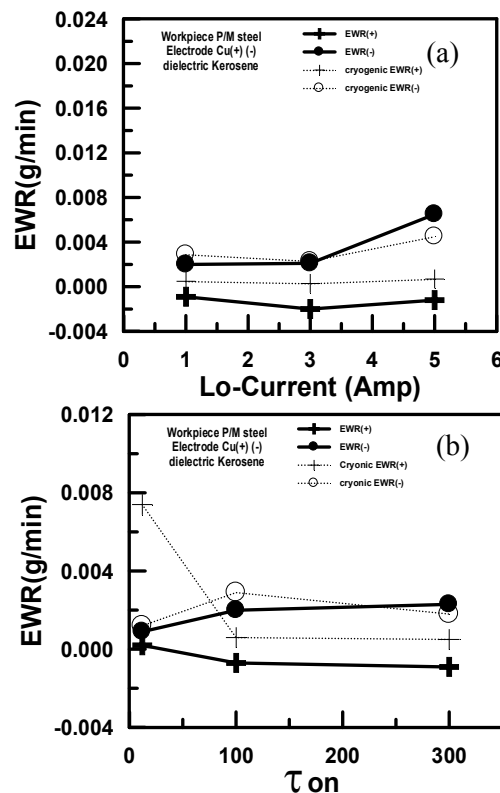 Workpiece P/M steel
Electrode Cu(+) (-)
dielectric Kerosene
EWR(+)
EWR(-)
cryogenic EWR(+)
cryogenic EWR(-)
(a)
EWR(g/min)
0.024
0.020
0.016
0.012
0.008
0.004
0.000
-0.004
0 1 2 3 4 5 6
Lo-Current (Amp)
Workpiece P/M steel
Electrode Cu(+) (-)
dielectric Kerosene
EWR(+)
EWR(-)
Cryonic EWR(+)
cryonic EWR(-)
(b)
EWR(g/min)
0.012
0.008
0.004
0.000
-0.004
0 100 200 300
τ on